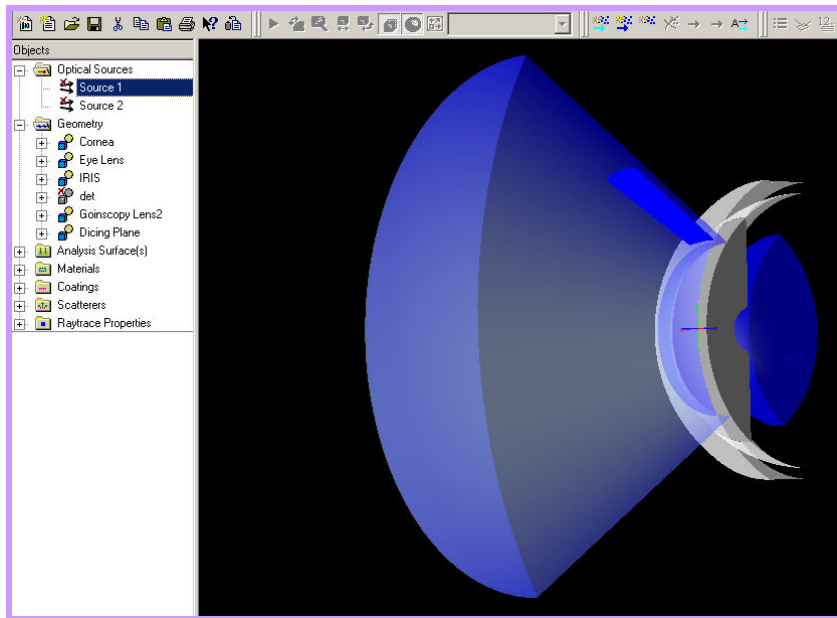 Objects
Optical Sources
Source 1
Source 2
Geometry
Cornea
Eye Lens
IRIS
det
Goinscopy Lens2
Dicing Plane
Analysis Surface(s)
Materials
Coatings
Scatterers
Raytrace Properties